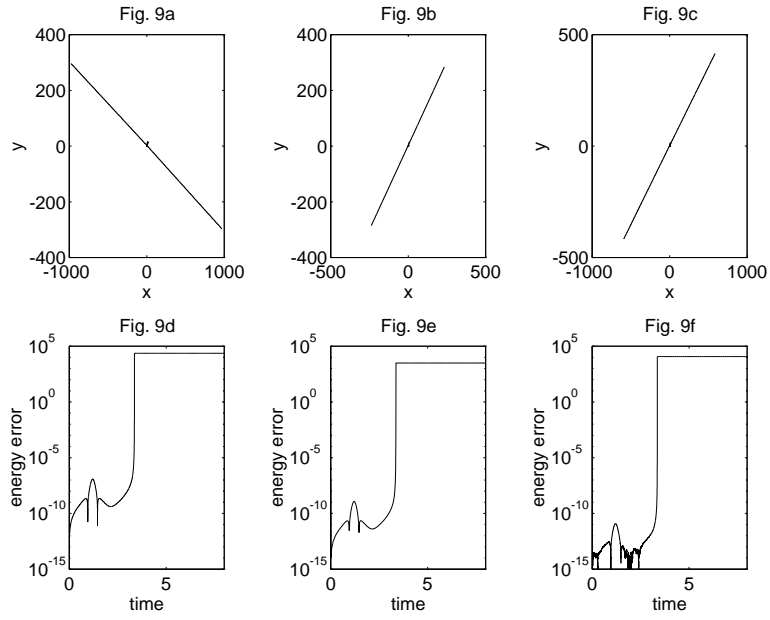 Fig. 9a
400
200
0
-200
-400
-1000
0
1000
y
x
Fig. 9b
400
200
0
-200
-400
-500
0
500
y
x
Fig. 9c
500
0
-500
-1000
0
1000
y
x
Fig. 9d
10^5
10^0
10^-5
10^-10
10^-15
0
5
energy error
time
Fig. 9e
10^5
10^0
10^-5
10^-10
10^-15
0
5
energy error
time
Fig. 9f
10^5
10^0
10^-5
10^-10
10^-15
0
5
energy error
time